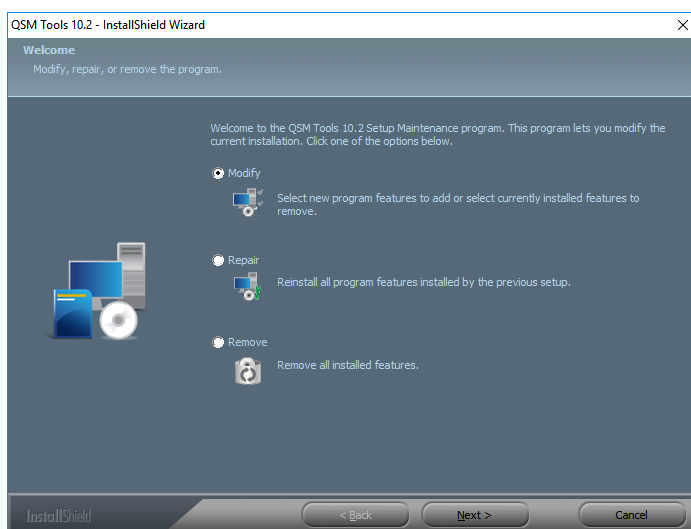 QSM Tools 10.2 - InstallShield Wizard
Welcome
Modify, repair, or remove the program.
Welcome to the QSM Tools 10.2 Setup Maintenance program. This program lets you modify the
current installation. Click one of the options below.
Modify
Select new program features to add or select currently installed features to
remove.
Repair
Reinstall all program features installed by the previous setup.
Remove
Remove all installed features.
InstallShield
< Back
Next >
Cancel